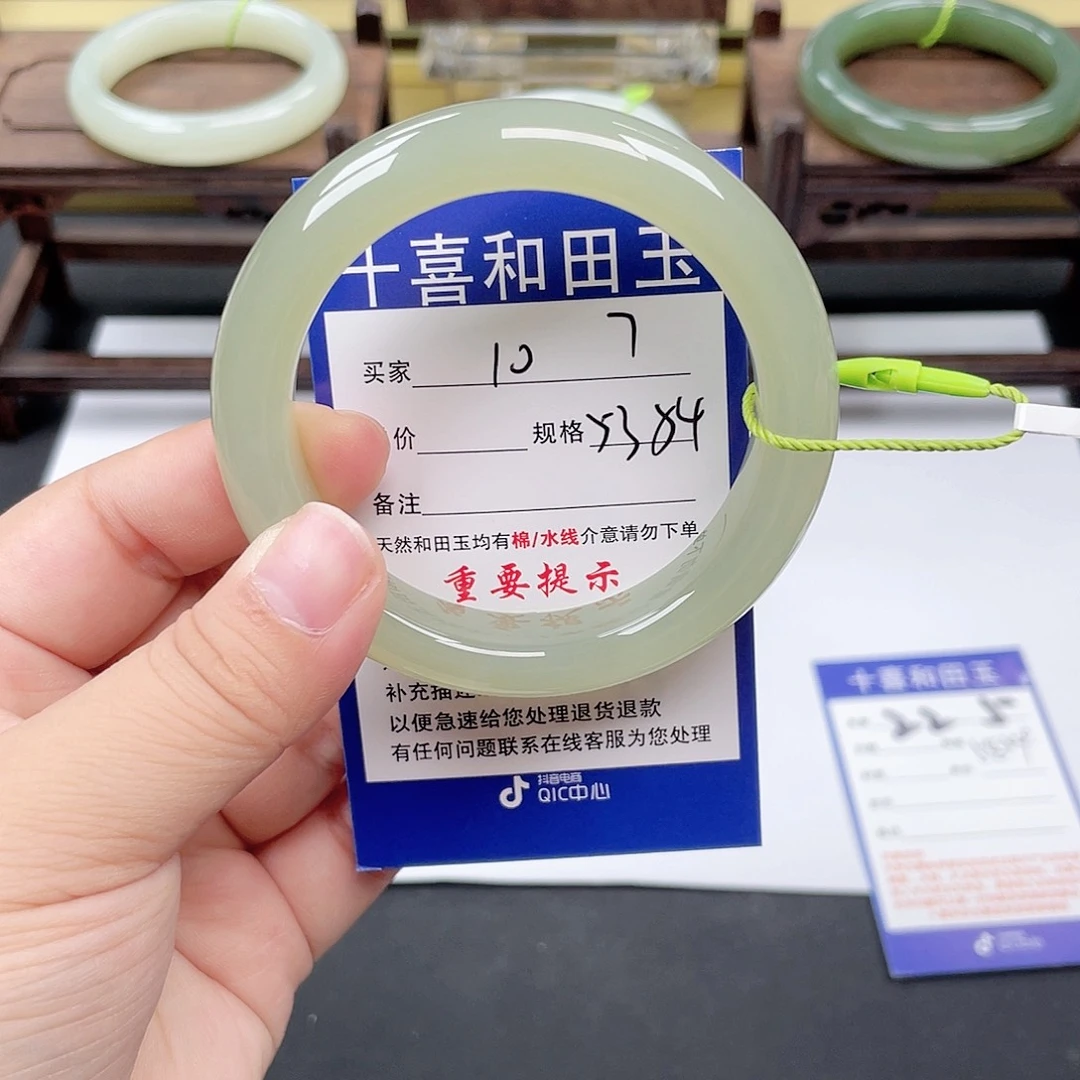 十喜和田玉
买家 10 7
价 规格 5384
备注
天然和田玉均有棉/水线介意请勿下单
重要提示
补充描述
以便急速给您处理退货退款
有任何问题联系在线客服为您处理
抖音电商
QIC中心
十喜和田玉